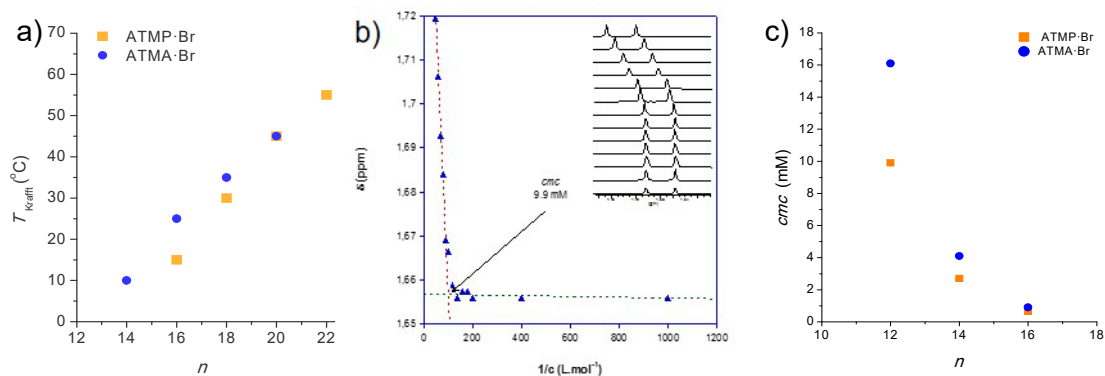 a)
ATMP·Br
ATMA·Br
70
60
50
40
30
20
10
0
T Krafft (°C)
14 16 18 20 22
n
b)
1,72
1,71
1,7
1,69
1,68
1,67
1,66
1,65
δ (ppm)
cmc
9.9 mM
0 200 400 600 800 1000 1200
1/c (L.mol⁻¹)
c)
ATMP·Br
ATMA·Br
18
16
14
12
10
8
6
4
2
0
cmc (mM)
10 12 14 16 18
n